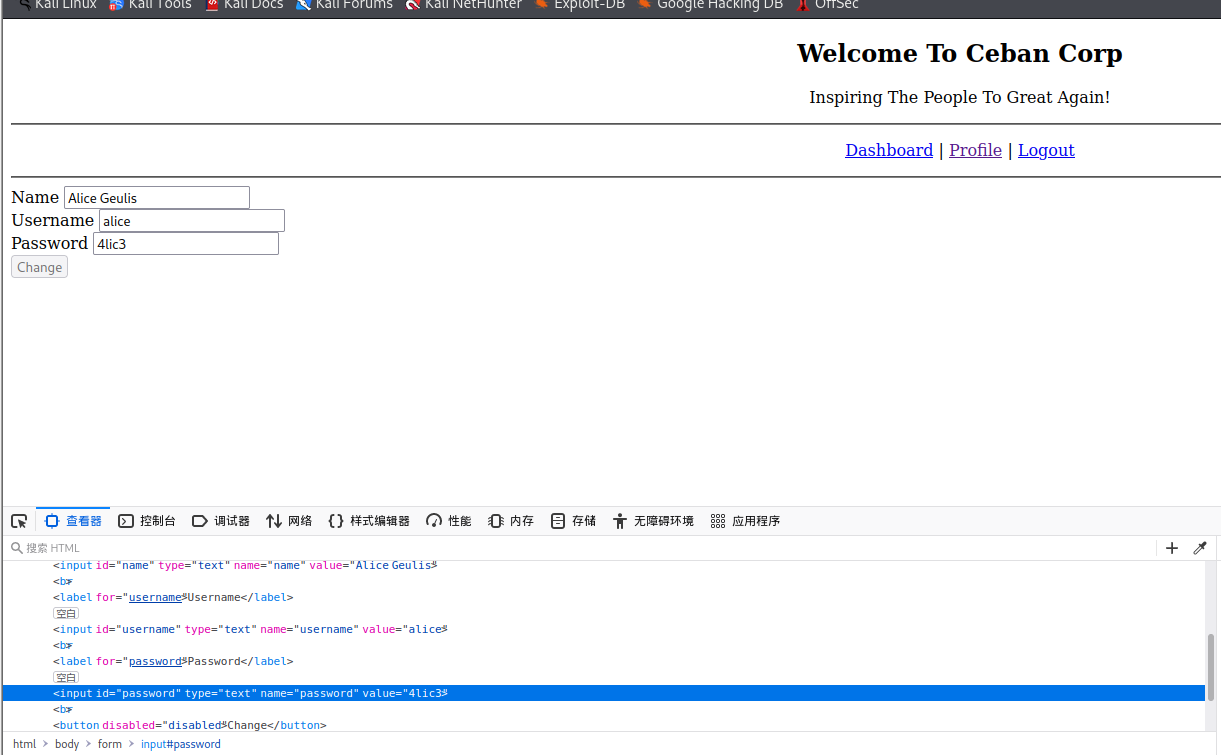 Kali Linux Kali Tools Kali Docs Kali Forums Kali NetHunter Exploit-DB Google Hacking DB OffSec
Welcome To Ceban Corp
Inspiring The People To Great Again!
Dashboard | Profile | Logout
Name Alice Geulis
Username alice
Password 4lic3
Change
查看器 控制台 调试器 网络 样式编辑器 性能 内存 存储 无障碍环境 应用程序
搜索 HTML
<input id="name" type="text" name="name" value="Alice Geulis">
<br>
<label for="username">Username</label>
空白
<input id="username" type="text" name="username" value="alice">
<br>
<label for="password">Password</label>
空白
<input id="password" type="text" name="password" value="4lic3">
<br>
<button disabled="disabled">Change</button>
html > body > form > input#password